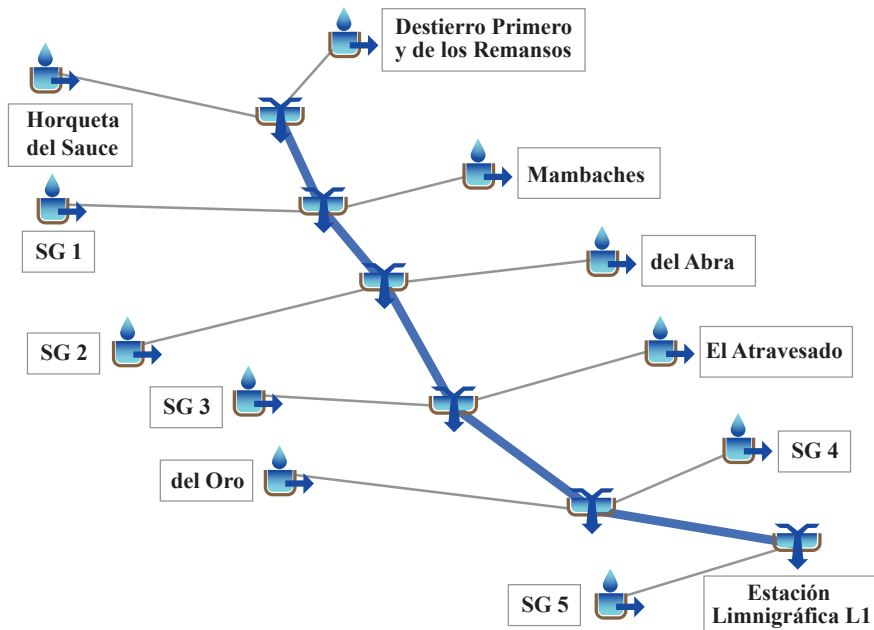 Destierro Primero
y de los Remansos
Horqueta
del Sauce
Mambaches
SG 1
del Abra
SG 2
El Atravesado
SG 3
SG 4
del Oro
SG 5
Estación
Limnigráfica L1